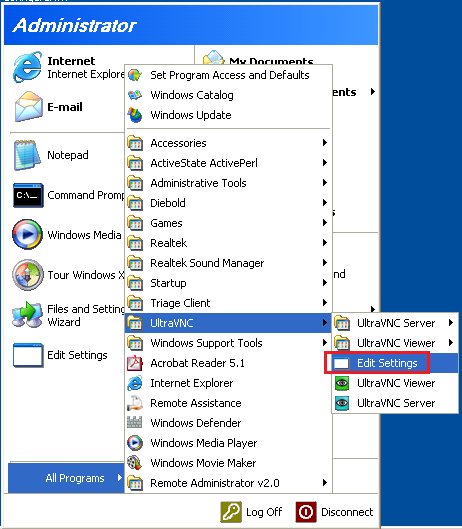 Administrator
Internet
Internet Explore
My Documents
ents
E-mail
Notepad
Command Promp
Windows Media
Tour Windows X
Files and Setting
Wizard
Edit Settings
nd
Set Program Access and Defaults
Windows Catalog
Windows Update
Accessories
ActiveState ActivePerl
Administrative Tools
Diebold
Games
Realtek
Realtek Sound Manager
Startup
Triage Client
UltraVNC
Windows Support Tools
Acrobat Reader 5.1
Internet Explorer
Remote Assistance
Windows Defender
Windows Media Player
Windows Movie Maker
Remote Administrator v2.0
UltraVNC Server
UltraVNC Viewer
Edit Settings
UltraVNC Viewer
UltraVNC Server
All Programs
Log Off
Disconnect